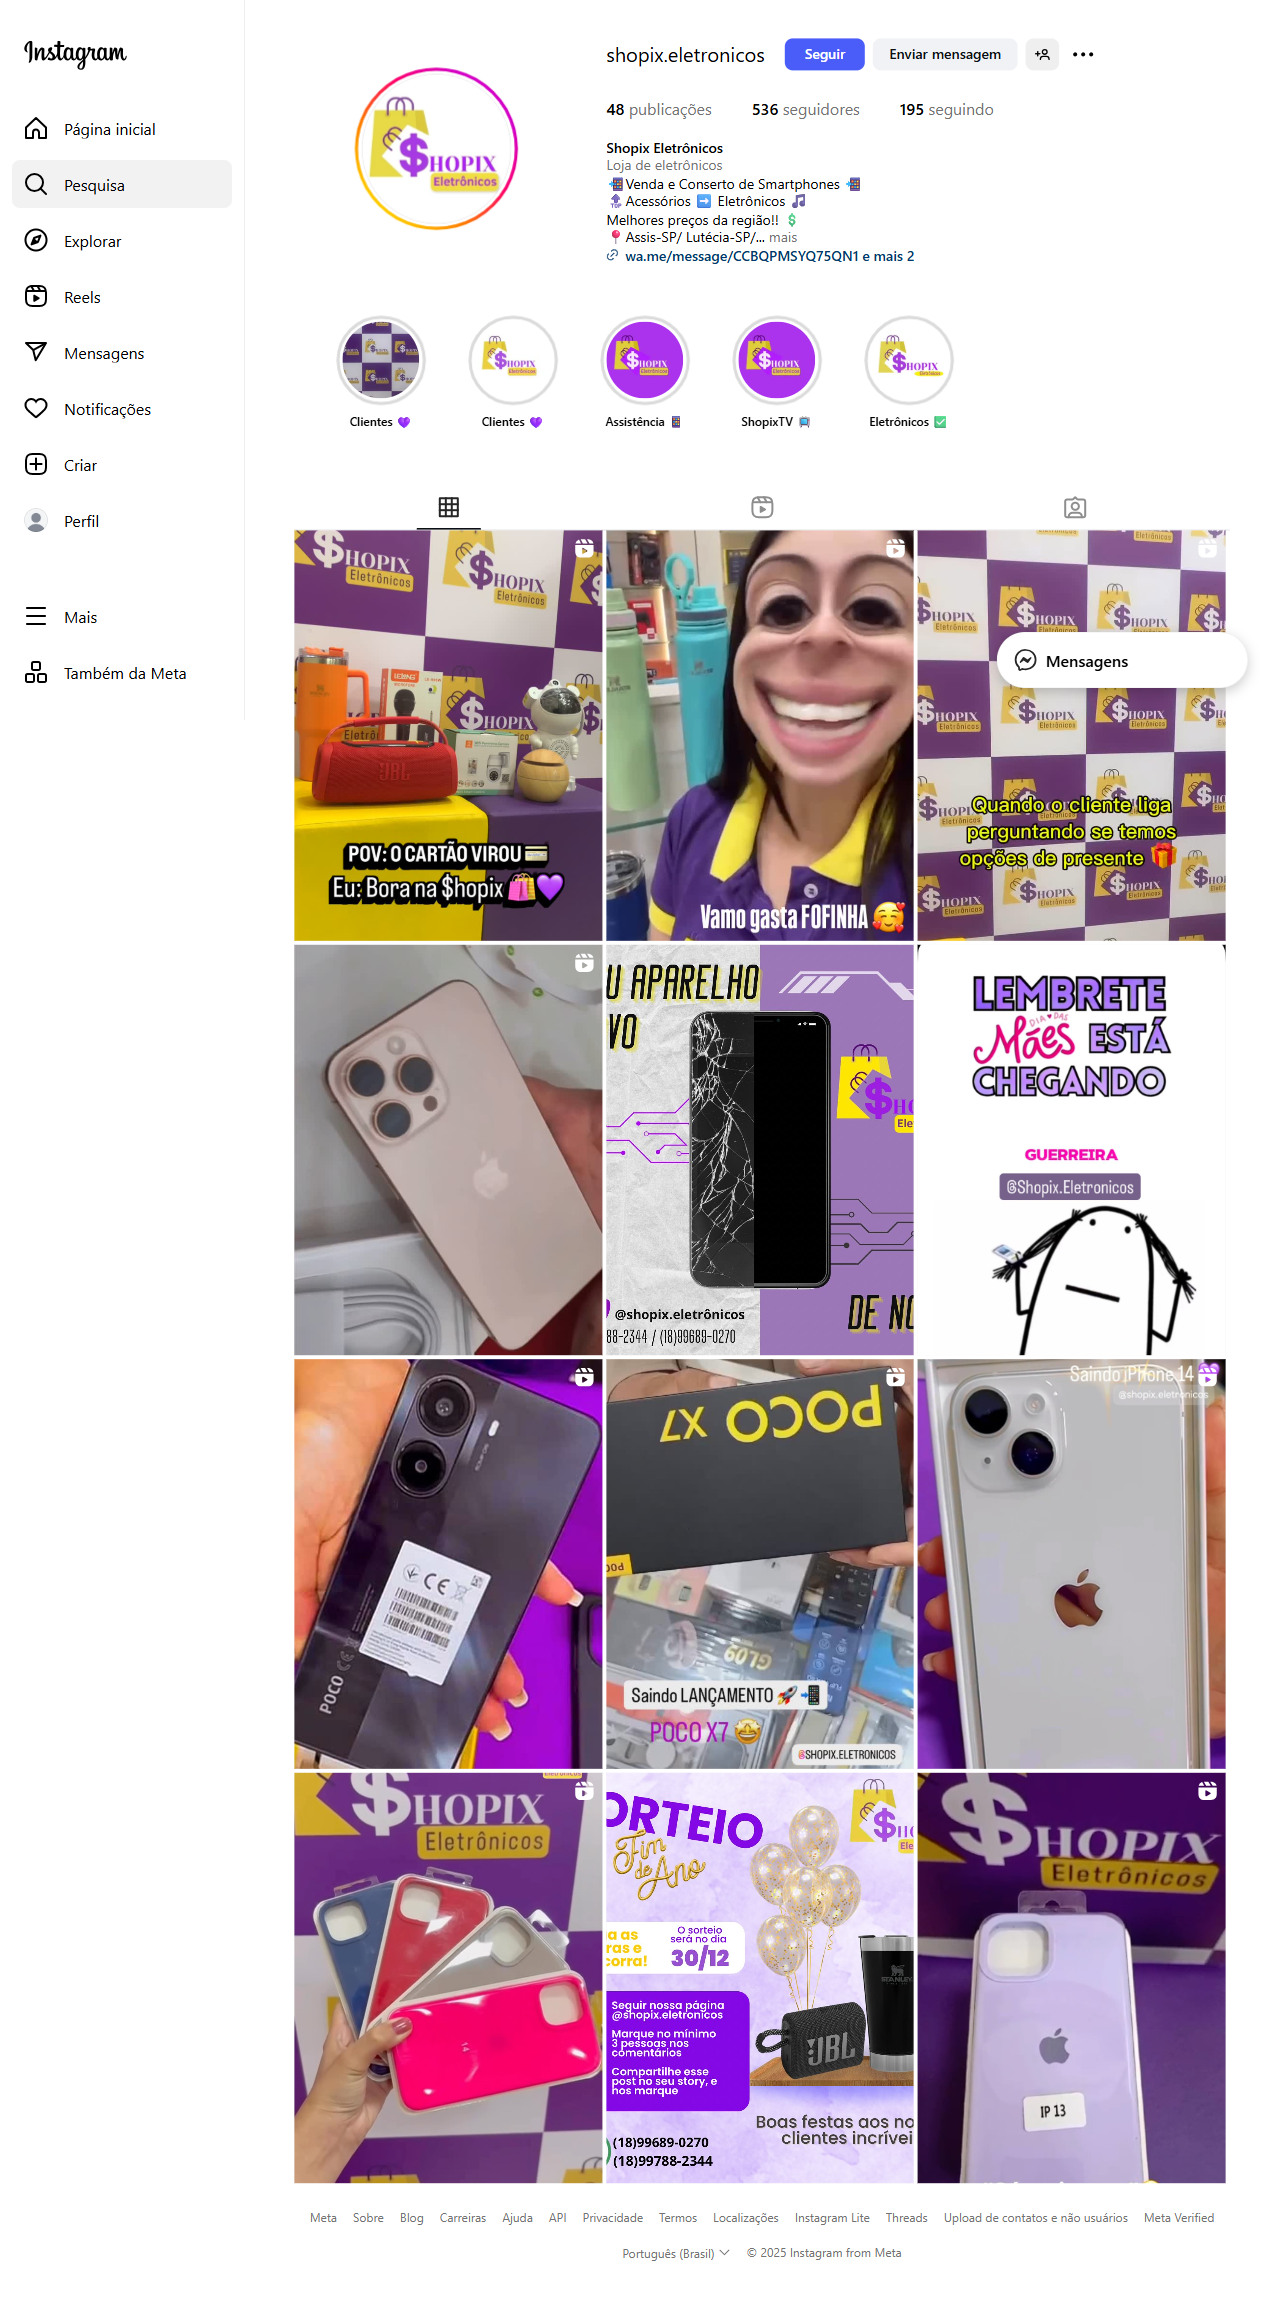 Instagram
Página inicial
Pesquisa
Explorar
Reels
Mensagens
Notificações
Criar
Perfil
Mais
Também da Meta
shopix.eletronicos
Seguir
Enviar mensagem
48 publicações
536 seguidores
195 seguindo
$HOPIX
Eletrônicos
Shopix Eletrônicos
Loja de eletrônicos
📲Venda e Conserto de Smartphones 📲
🔝Acessórios ➡️ Eletrônicos 🎵
Melhores preços da região!! 💲
📍Assis-SP/ Lutécia-SP/... mais
wa.me/message/CCBQPMSYQ75QN1 e mais 2
Clientes 💜
Clientes 💜
Assistência 📱
ShopixTV 📺
Eletrônicos ✅
$HOPIX
Eletrônicos
JBL
POV: O CARTÃO VIROU💳
Eu: Bora na $hopix🛍️💜
Vamo gasta FOFINHA 🥰
Mensagens
Quando o cliente liga
perguntando se temos
opções de presente 🎁
U APARELHO
VO
@shopix.eletrônicos
88-2344 / (18)99689-0270
DE NO
LEMBRETE
DIA DAS
Mães ESTÁ
CHEGANDO
GUERREIRA
@Shopix.Eletronicos
CE
POCO
POCO X7
GL09
Saindo LANÇAMENTO 🚀 📲
POCO X7 🤩
@SHOPIX.ELETRONICOS
Saindo iPhone 14 💜
@shopix.eletronicos
$HOPIX
Eletrônicos
ORTEIO
Fim
de
Ano
a as
ras e
corra!
O sorteio
será no dia
30/12
Seguir nossa página
@shopix.eletronicos
Marque no mínimo
3 pessoas nos
comentários
Compartilhe esse
post no seu story, e
nos marque
STANLEY
JBL
Boas festas aos no
clientes incrívei
(18)99689-0270
(18)99788-2344
$HOPIX
Eletrônicos
IP 13
Meta
Sobre
Blog
Carreiras
Ajuda
API
Privacidade
Termos
Localizações
Instagram Lite
Threads
Upload de contatos e não usuários
Meta Verified
Português (Brasil)
© 2025 Instagram from Meta